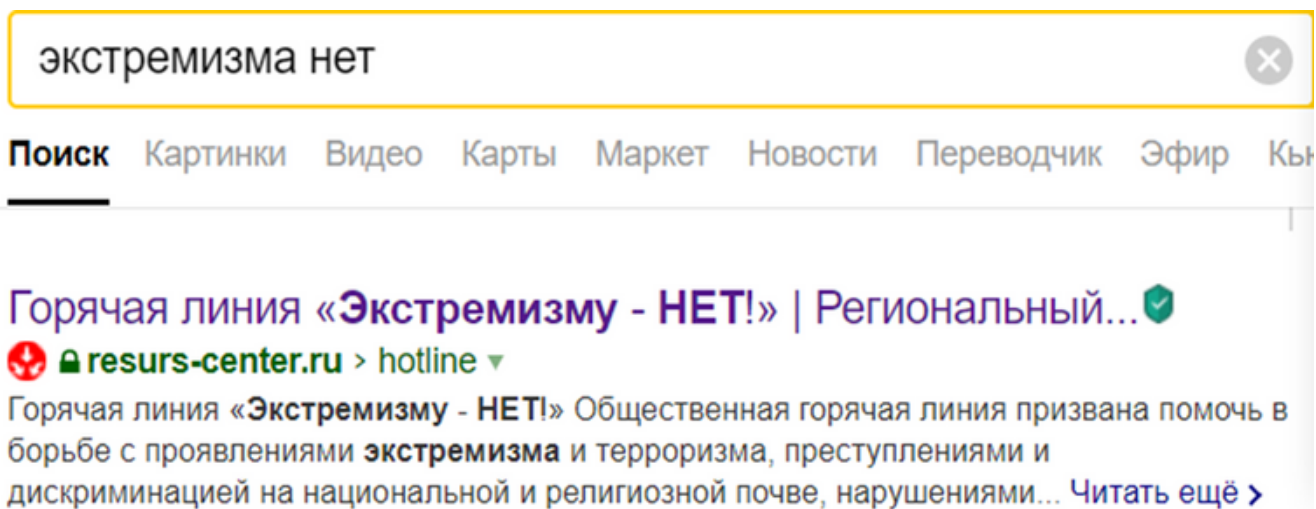 экстремизма нет
Поиск Картинки Видео Карты Маркет Новости Переводчик Эфир
Горячая линия «Экстремизму - НЕТ!» | Региональный...
resurs-center.ru › hotline
Горячая линия «Экстремизму - НЕТ!» Общественная горячая линия призвана помочь в
борьбе с проявлениями экстремизма и терроризма, преступлениями и
дискриминацией на национальной и религиозной почве, нарушениями... Читать ещё ›